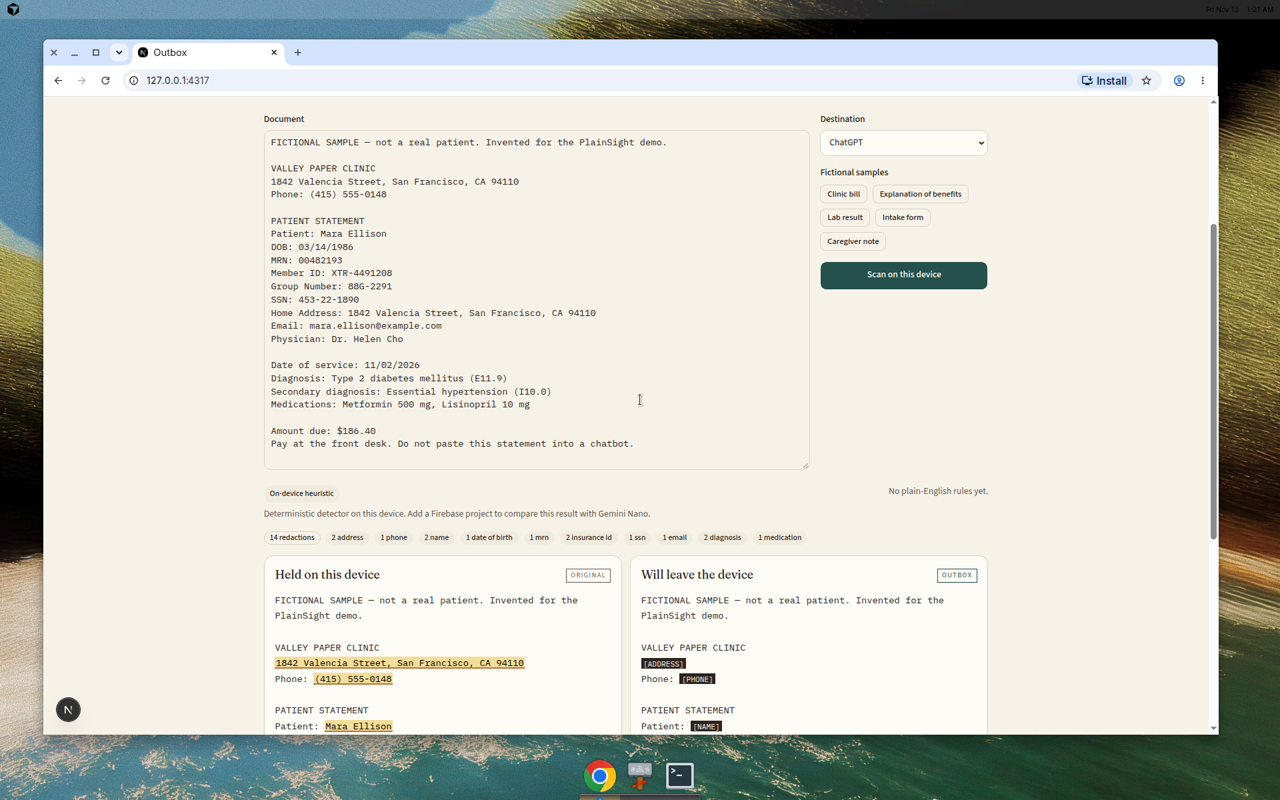 Fri Nov 13 1:21 AM
Outbox
127.0.0.1:4317
Install
Document
FICTIONAL SAMPLE — not a real patient. Invented for the PlainSight demo.
VALLEY PAPER CLINIC
1842 Valencia Street, San Francisco, CA 94110
Phone: (415) 555-0148
PATIENT STATEMENT
Patient: Mara Ellison
DOB: 03/14/1986
MRN: 00482193
Member ID: XTR-4491208
Group Number: 88G-2291
SSN: 453-22-1890
Home Address: 1842 Valencia Street, San Francisco, CA 94110
Email: mara.ellison@example.com
Physician: Dr. Helen Cho
Date of service: 11/02/2026
Diagnosis: Type 2 diabetes mellitus (E11.9)
Secondary diagnosis: Essential hypertension (I10.0)
Medications: Metformin 500 mg, Lisinopril 10 mg
Amount due: $186.40
Pay at the front desk. Do not paste this statement into a chatbot.
Destination
ChatGPT
Fictional samples
Clinic bill
Explanation of benefits
Lab result
Intake form
Caregiver note
Scan on this device
On-device heuristic
No plain-English rules yet.
Deterministic detector on this device. Add a Firebase project to compare this result with Gemini Nano.
14 redactions 2 address 1 phone 2 name 1 date of birth 1 mrn 2 insurance id 1 ssn 1 email 2 diagnosis 1 medication
Held on this device
ORIGINAL
FICTIONAL SAMPLE — not a real patient. Invented for the
PlainSight demo.
VALLEY PAPER CLINIC
1842 Valencia Street, San Francisco, CA 94110
Phone: (415) 555-0148
PATIENT STATEMENT
Patient: Mara Ellison
Will leave the device
OUTBOX
FICTIONAL SAMPLE — not a real patient. Invented for the
PlainSight demo.
VALLEY PAPER CLINIC
[ADDRESS]
Phone: [PHONE]
PATIENT STATEMENT
Patient: [NAME]
N